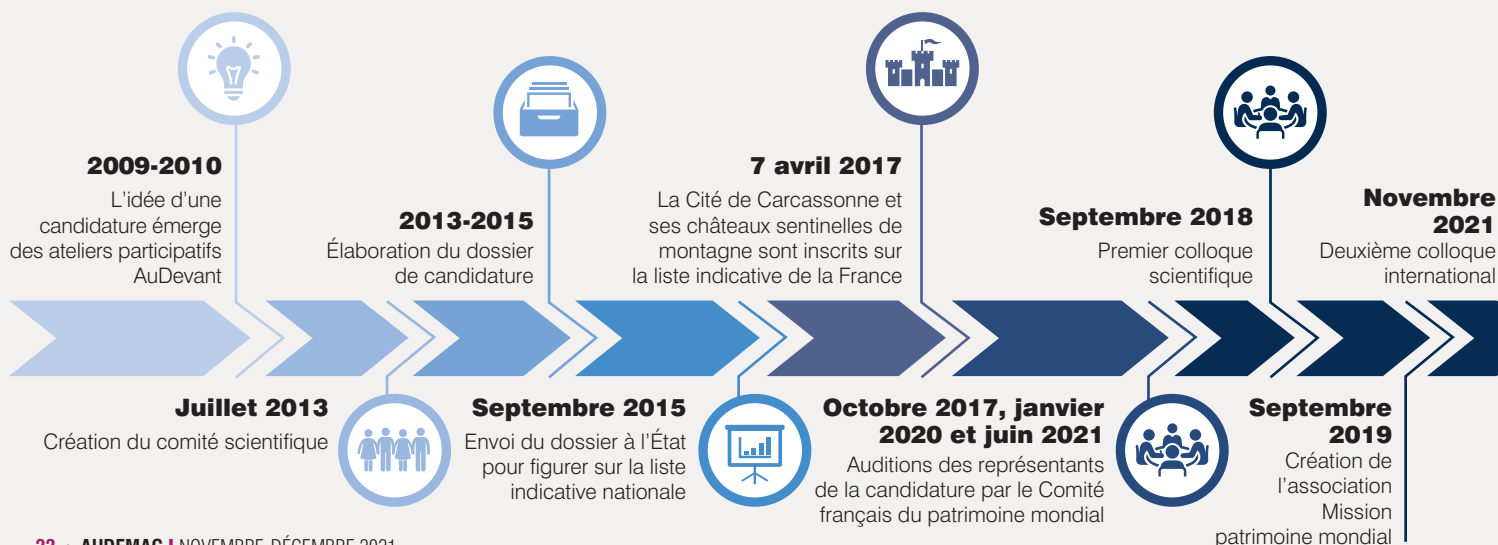 2009-2010
L'idée d'une
candidature émerge
des ateliers participatifs
AuDevant
Juillet 2013
Création du comité scientifique
2013-2015
Élaboration du dossier
de candidature
Septembre 2015
Envoi du dossier à l'État
pour figurer sur la liste
indicative nationale
7 avril 2017
La Cité de Carcassonne et
ses châteaux sentinelles de
montagne sont inscrits sur
la liste indicative de la France
Octobre 2017, janvier
2020 et juin 2021
Auditions des représentants
de la candidature par le Comité
français du patrimoine mondial
Septembre 2018
Premier colloque
scientifique
Septembre
2019
Création de
l'association
Mission
patrimoine mondial
Novembre
2021
Deuxième colloque
international
22 • AUDEMAG I NOVEMBRE-DÉCEMBRE 2021